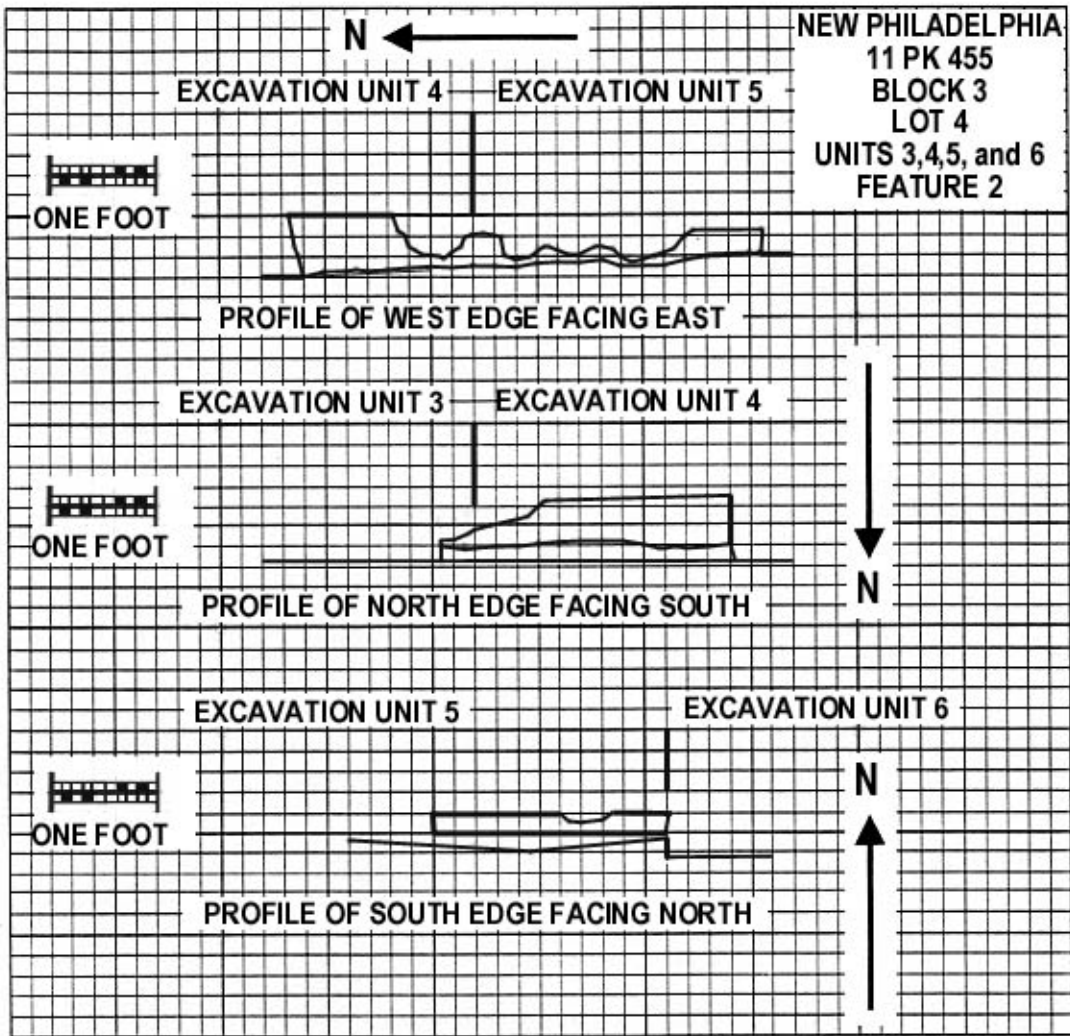 NEW PHILADELPHIA
11 PK 455
BLOCK 3
LOT 4
UNITS 3,4,5, and 6
FEATURE 2
N
EXCAVATION UNIT 4 EXCAVATION UNIT 5
ONE FOOT
PROFILE OF WEST EDGE FACING EAST
EXCAVATION UNIT 3 EXCAVATION UNIT 4
ONE FOOT
N
PROFILE OF NORTH EDGE FACING SOUTH
EXCAVATION UNIT 5 EXCAVATION UNIT 6
N
ONE FOOT
PROFILE OF SOUTH EDGE FACING NORTH